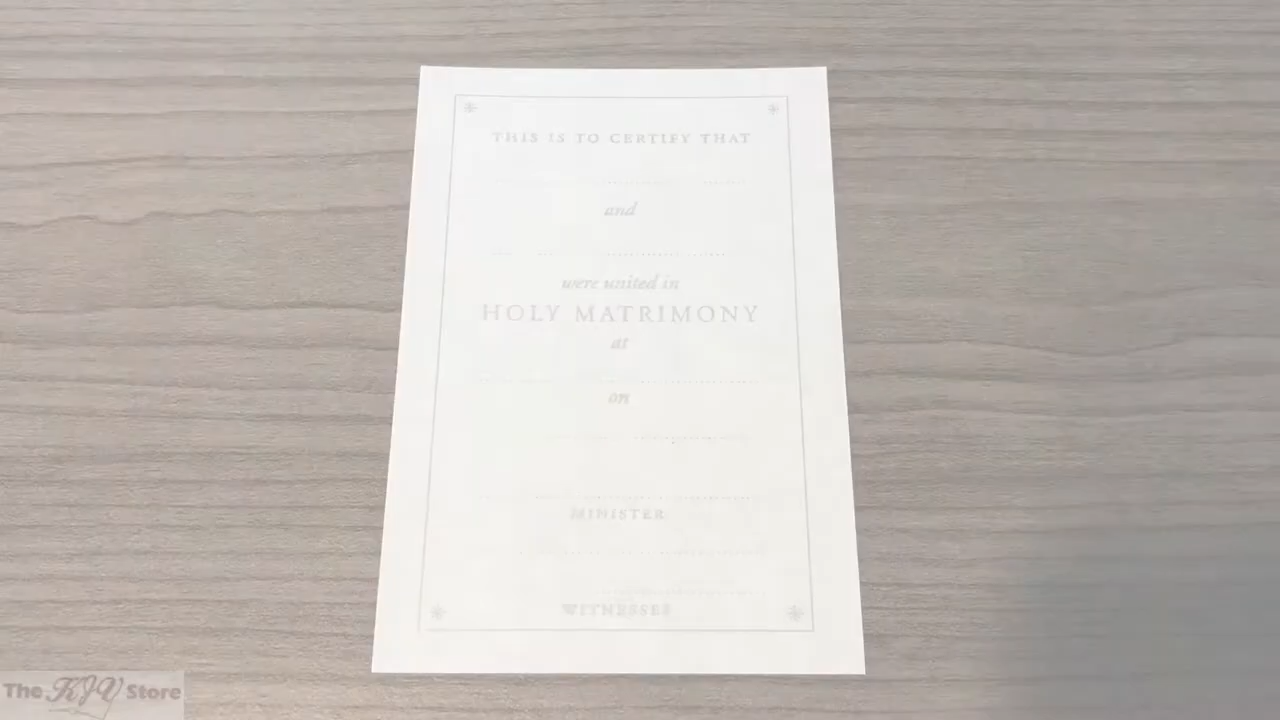 THIS IS TO CERTIFY THAT
and
were united in
HOLY MATRIMONY
at
on
MINISTER
WITNESSES
The KJV Store